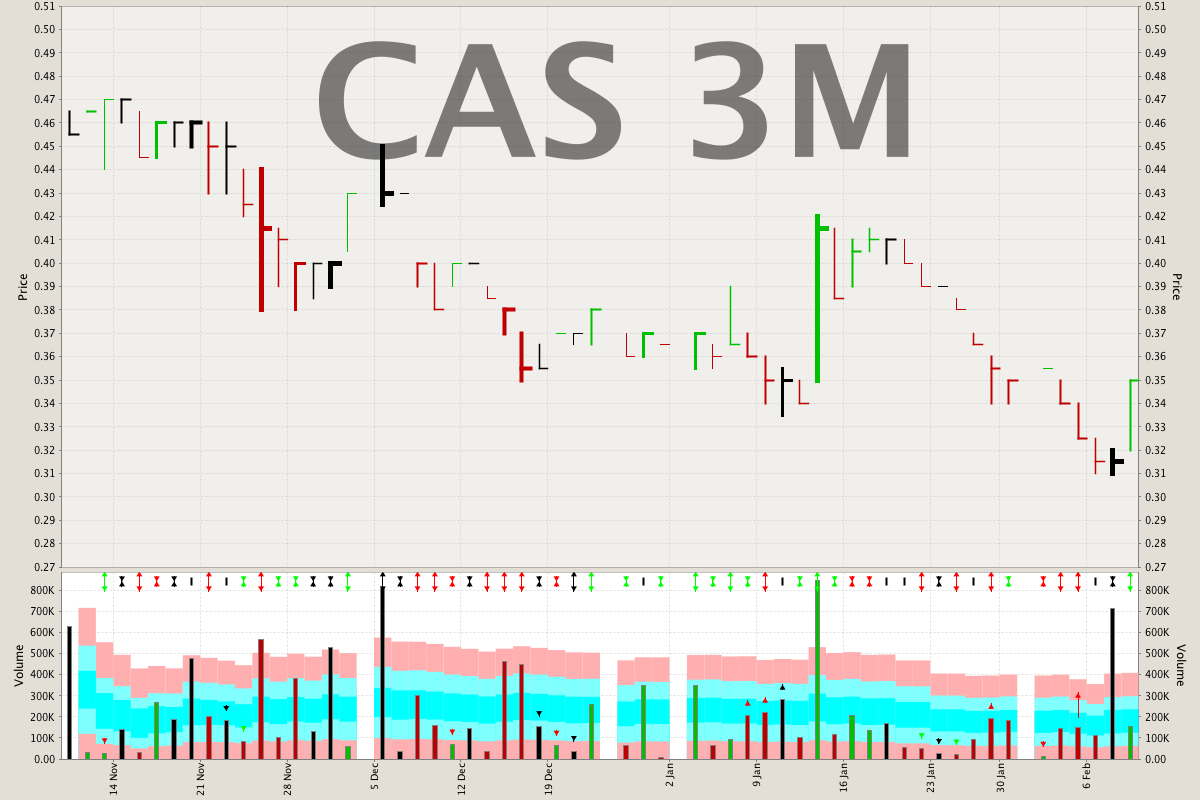 CAS 3M
0.51 0.51
0.50 0.50
0.49 0.49
0.48 0.48
0.47 0.47
0.46 0.46
0.45 0.45
0.44 0.44
0.43 0.43
0.42 0.42
0.41 0.41
0.40 0.40
0.39 0.39
0.38 0.38
0.37 0.37
0.36 0.36
0.35 0.35
0.34 0.34
0.33 0.33
0.32 0.32
0.31 0.31
0.30 0.30
0.29 0.29
0.28 0.28
0.27 0.27
Price
Price
800K 800K
700K 700K
600K 600K
500K 500K
400K 400K
300K 300K
200K 200K
100K 100K
0.00 0.00
Volume
Volume
14 Nov
21 Nov
28 Nov
5 Dec
12 Dec
19 Dec
2 Jan
9 Jan
16 Jan
23 Jan
30 Jan
6 Feb